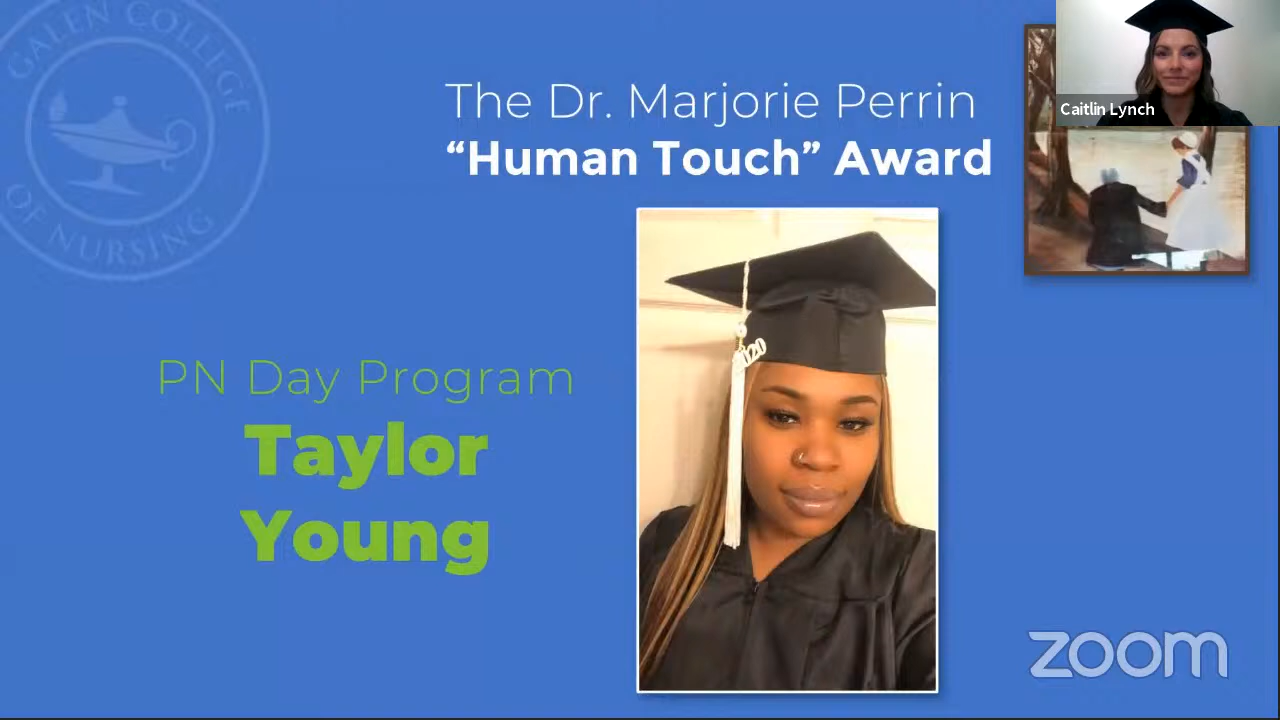 GALEN COLLEGE
OF NURSING
The Dr. Marjorie Perrin
“Human Touch” Award
Caitlin Lynch
2020
PN Day Program
Taylor
Young
zoom